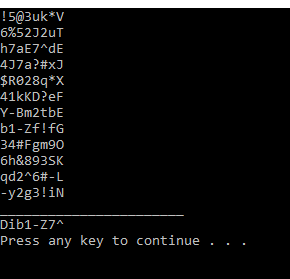 !5@3uk*V
6%52J2uT
h7aE7^dE
4J7a?#xJ
$R028q*X
41kKD?eF
Y-Bm2tbE
b1-Zf!fG
34#Fgm9O
6h&893SK
qd2^6#-L
-y2g3!iN
_______________________
Dib1-Z7^
Press any key to continue . . .